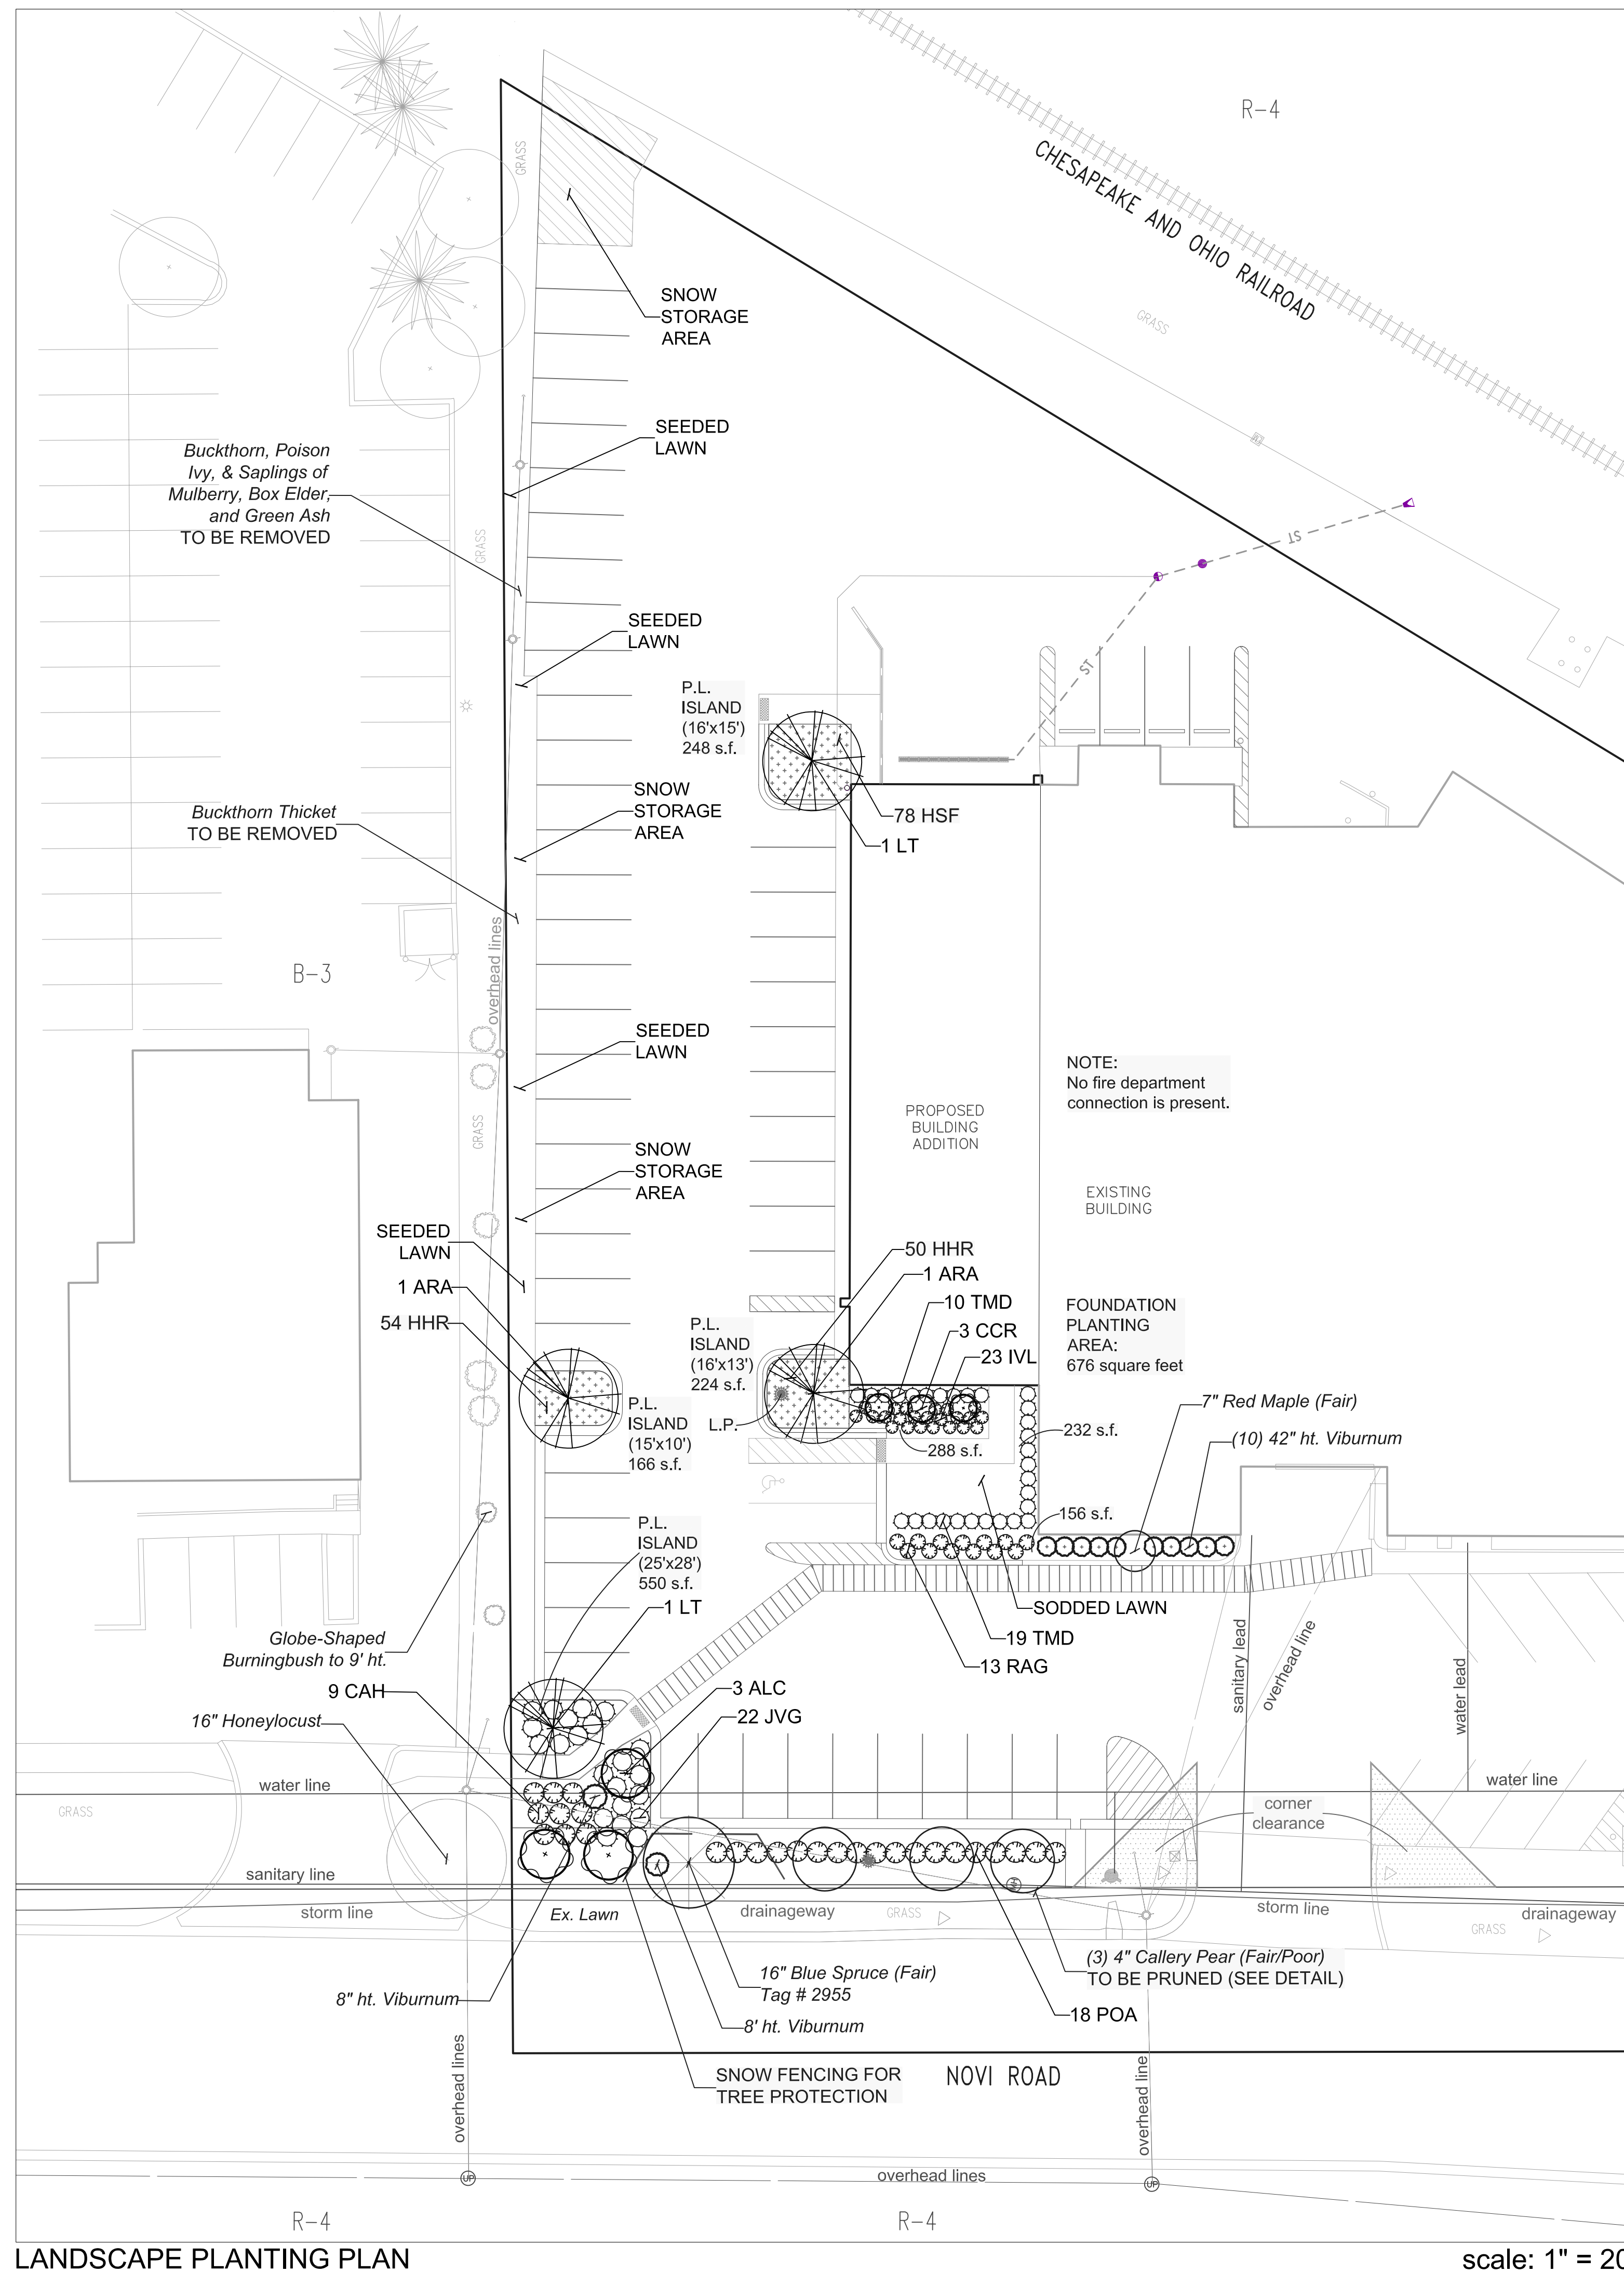 R-4
CHESAPEAKE AND OHIO RAILROAD
GRASS
GRASS
SNOW
STORAGE
AREA
SEEDED
LAWN
Buckthorn, Poison
Ivy, & Saplings of
Mulberry, Box Elder,
and Green Ash
TO BE REMOVED
GRASS
ST
ST
SEEDED
LAWN
P.L.
ISLAND
(16'x15')
248 s.f.
SNOW
STORAGE
AREA
Buckthorn Thicket
TO BE REMOVED
78 HSF
1 LT
overhead lines
B-3
SEEDED
LAWN
NOTE:
No fire department
connection is present.
PROPOSED
BUILDING
ADDITION
GRASS
SNOW
STORAGE
AREA
EXISTING
BUILDING
SEEDED
LAWN
1 ARA
54 HHR
50 HHR
1 ARA
10 TMD
3 CCR
23 IVL
FOUNDATION
PLANTING
AREA:
676 square feet
P.L.
ISLAND
(16'x13')
224 s.f.
L.P.
P.L.
ISLAND
(15'x10')
166 s.f.
7" Red Maple (Fair)
(10) 42" ht. Viburnum
232 s.f.
288 s.f.
156 s.f.
P.L.
ISLAND
(25'x28')
550 s.f.
1 LT
SODDED LAWN
19 TMD
13 RAG
Globe-Shaped
Burningbush to 9' ht.
9 CAH
16" Honeylocust
3 ALC
22 JVG
sanitary lead
overhead line
water lead
water line
water line
GRASS
corner
clearance
sanitary line
storm line
Ex. Lawn
drainageway
GRASS
storm line
drainageway
GRASS
(3) 4" Callery Pear (Fair/Poor)
TO BE PRUNED (SEE DETAIL)
16" Blue Spruce (Fair)
Tag # 2955
8" ht. Viburnum
8' ht. Viburnum
18 POA
SNOW FENCING FOR
TREE PROTECTION
NOVI ROAD
overhead lines
overhead line
overhead lines
UP
UP
R-4
R-4
LANDSCAPE PLANTING PLAN
scale: 1" = 20